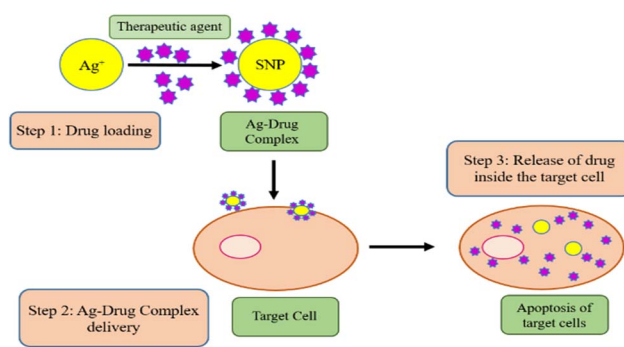 Therapeutic agent
Ag⁺
SNP
Step 1: Drug loading
Ag-Drug
Complex
Step 3: Release of drug
inside the target cell
Step 2: Ag-Drug Complex
delivery
Target Cell
Apoptosis of
target cells